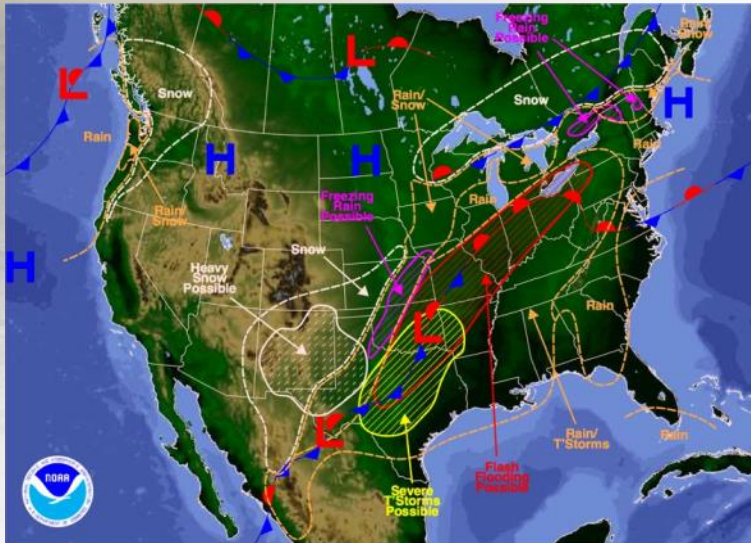 Freezing
Rain
Possible
Rain/
Snow
L
L
Snow
Rain/
Snow
Snow
H
Rain
H
H
Rain
Rain/
Snow
Freezing
Rain
Possible
Rain
Snow
H
Heavy
Snow
Possible
Rain
L
L
Rain/
T'Storms
Rain
Flash
Flooding
Possible
Severe
T'Storms
Possible
NOAA